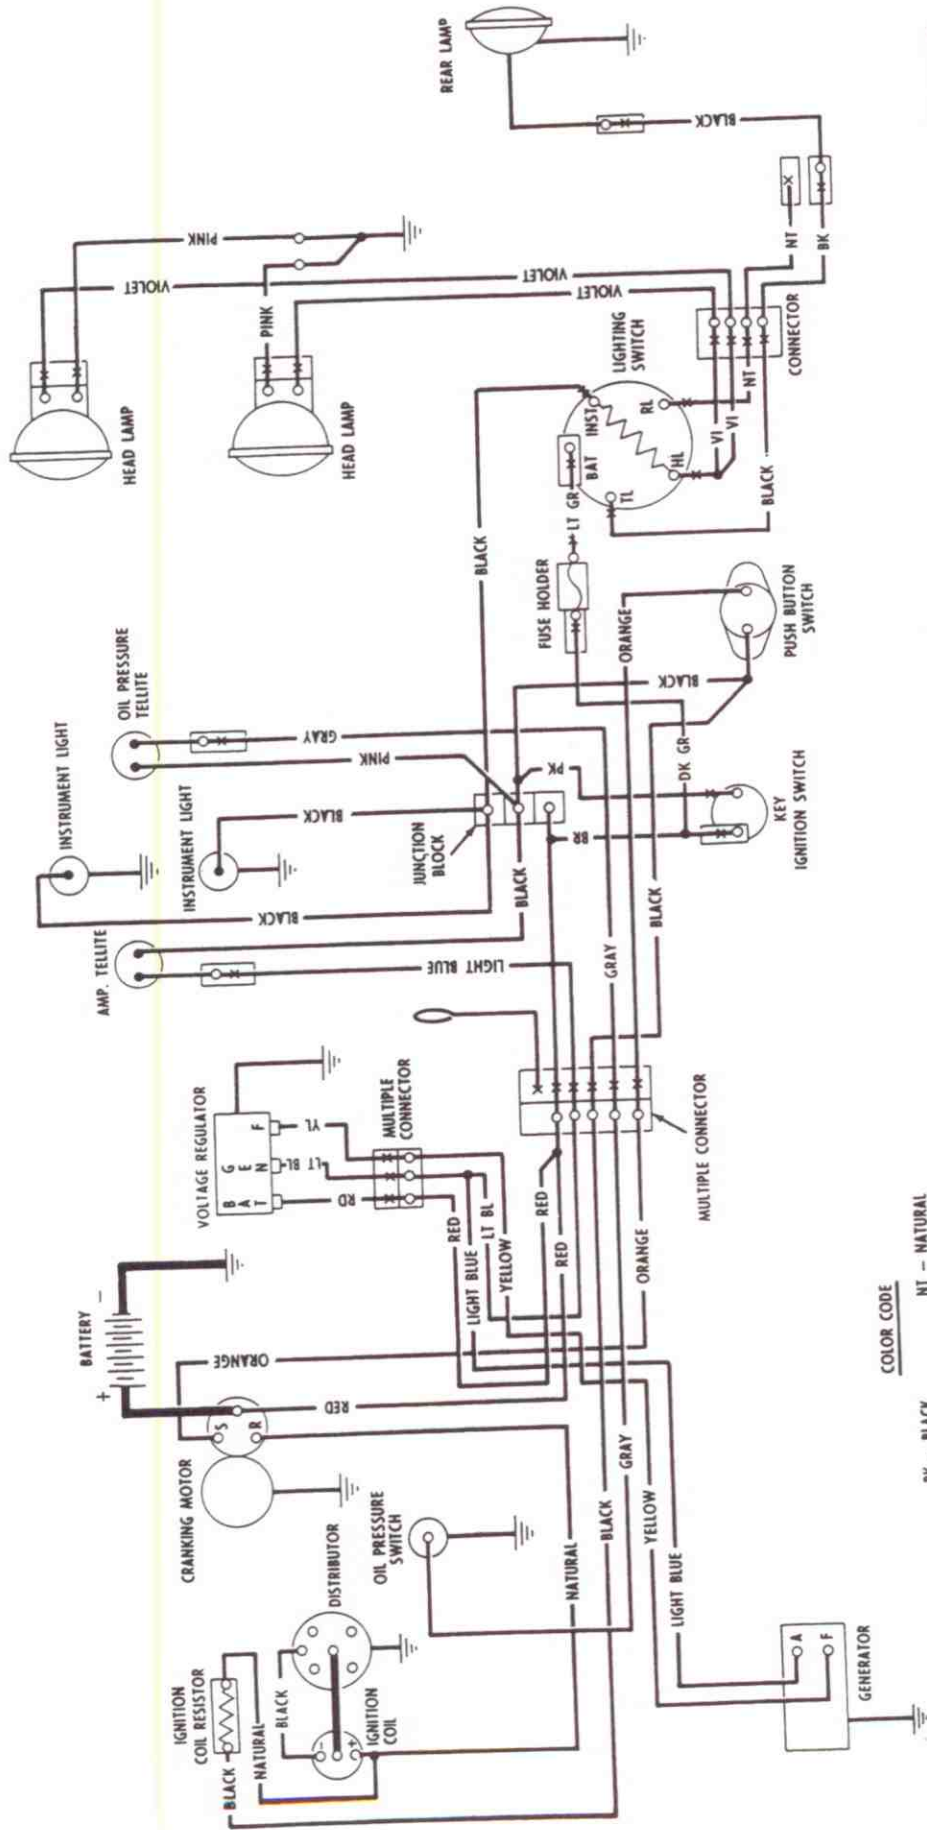 REAR LAMP
BLACK
NT
BK
PINK
VIOLET
VIOLET
PINK
VIOLET
HEAD LAMP
HEAD LAMP
LIGHTING
SWITCH
CONNECTOR
INST
RL
BAT
HL
TL
NT
VI
VI
BLACK
LT GR
BLACK
FUSE HOLDER
ORANGE
PUSH BUTTON
SWITCH
OIL PRESSURE
TELLITE
GRAY
PINK
BLACK
PK
DK GR
INSTRUMENT LIGHT
INSTRUMENT LIGHT
BLACK
JUNCTION
BLOCK
BR
KEY
IGNITION SWITCH
BLACK
BLACK
BLACK
GRAY
AMP. TELLITE
LIGHT BLUE
VOLTAGE REGULATOR
B A T
G E N
F
YL
LT BL
RD
MULTIPLE
CONNECTOR
MULTIPLE CONNECTOR
RED
LIGHT BLUE
LT BL
YELLOW
RED
RED
ORANGE
BATTERY
+
-
ORANGE
RED
S
R
CRANKING MOTOR
DISTRIBUTOR
OIL PRESSURE
SWITCH
NATURAL
BLACK
GRAY
YELLOW
LIGHT BLUE
IGNITION
COIL RESISTOR
BLACK
NATURAL
BLACK
-
+
IGNITION
COIL
A
F
GENERATOR
COLOR CODE
NT – NATURAL
BLACK